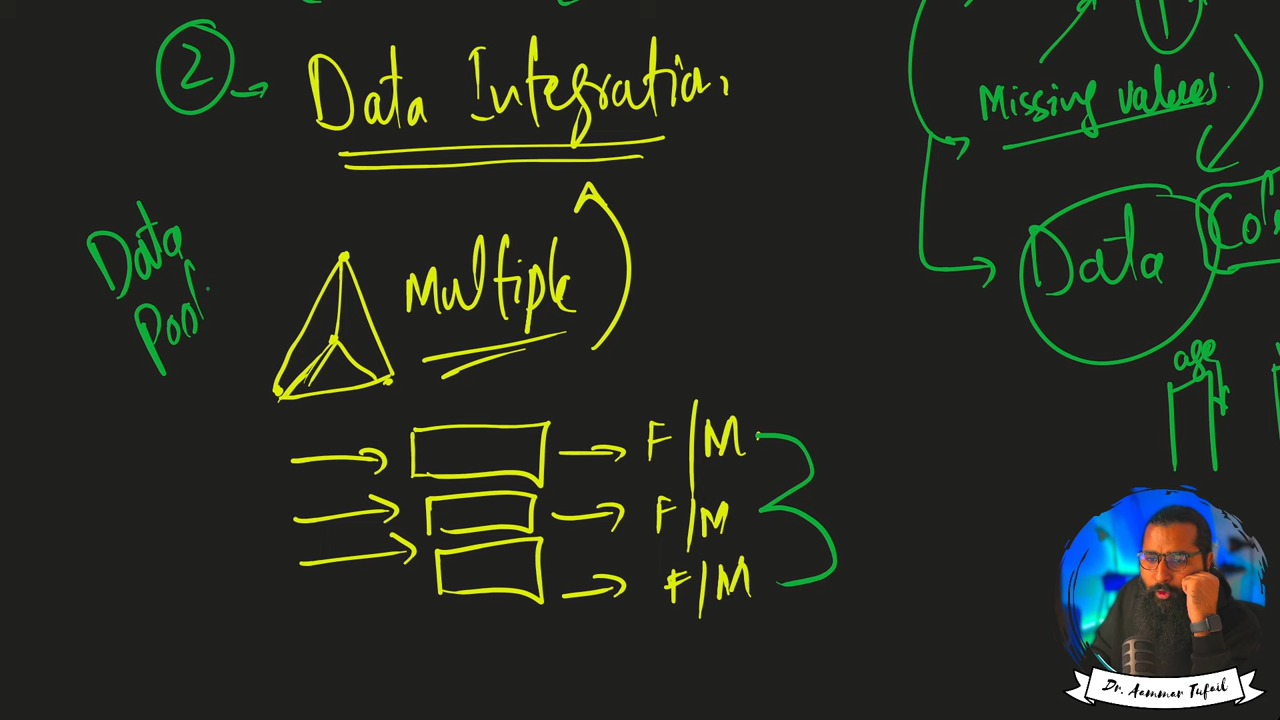 2 → Data Integration
Data
Pool
Multiple
F | M
F | M
F | M
Missing values
Data
age
Dr. Aammar Tufail